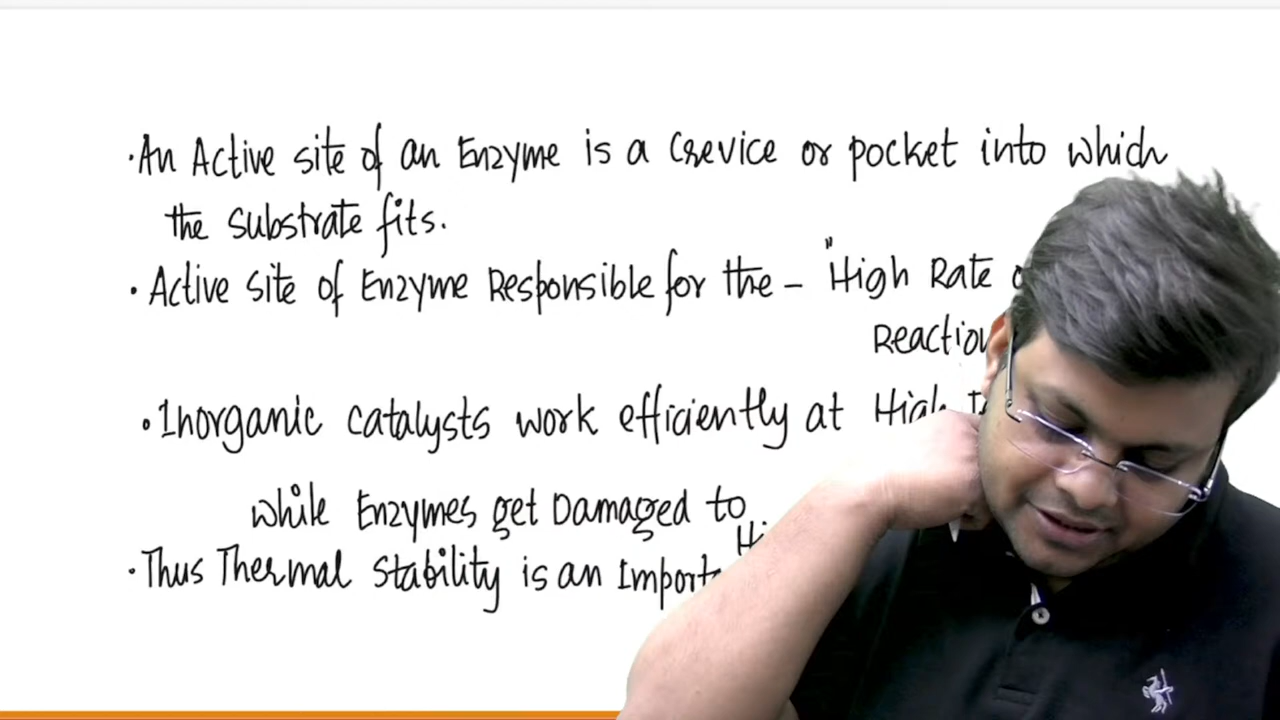 ·An Active site of an Enzyme is a Crevice or pocket into which
the substrate fits.
· Active site of Enzyme Responsible for the – "High Rate
Reaction
· Inorganic catalysts work efficiently at High
while Enzymes get Damaged to
· Thus Thermal stability is an